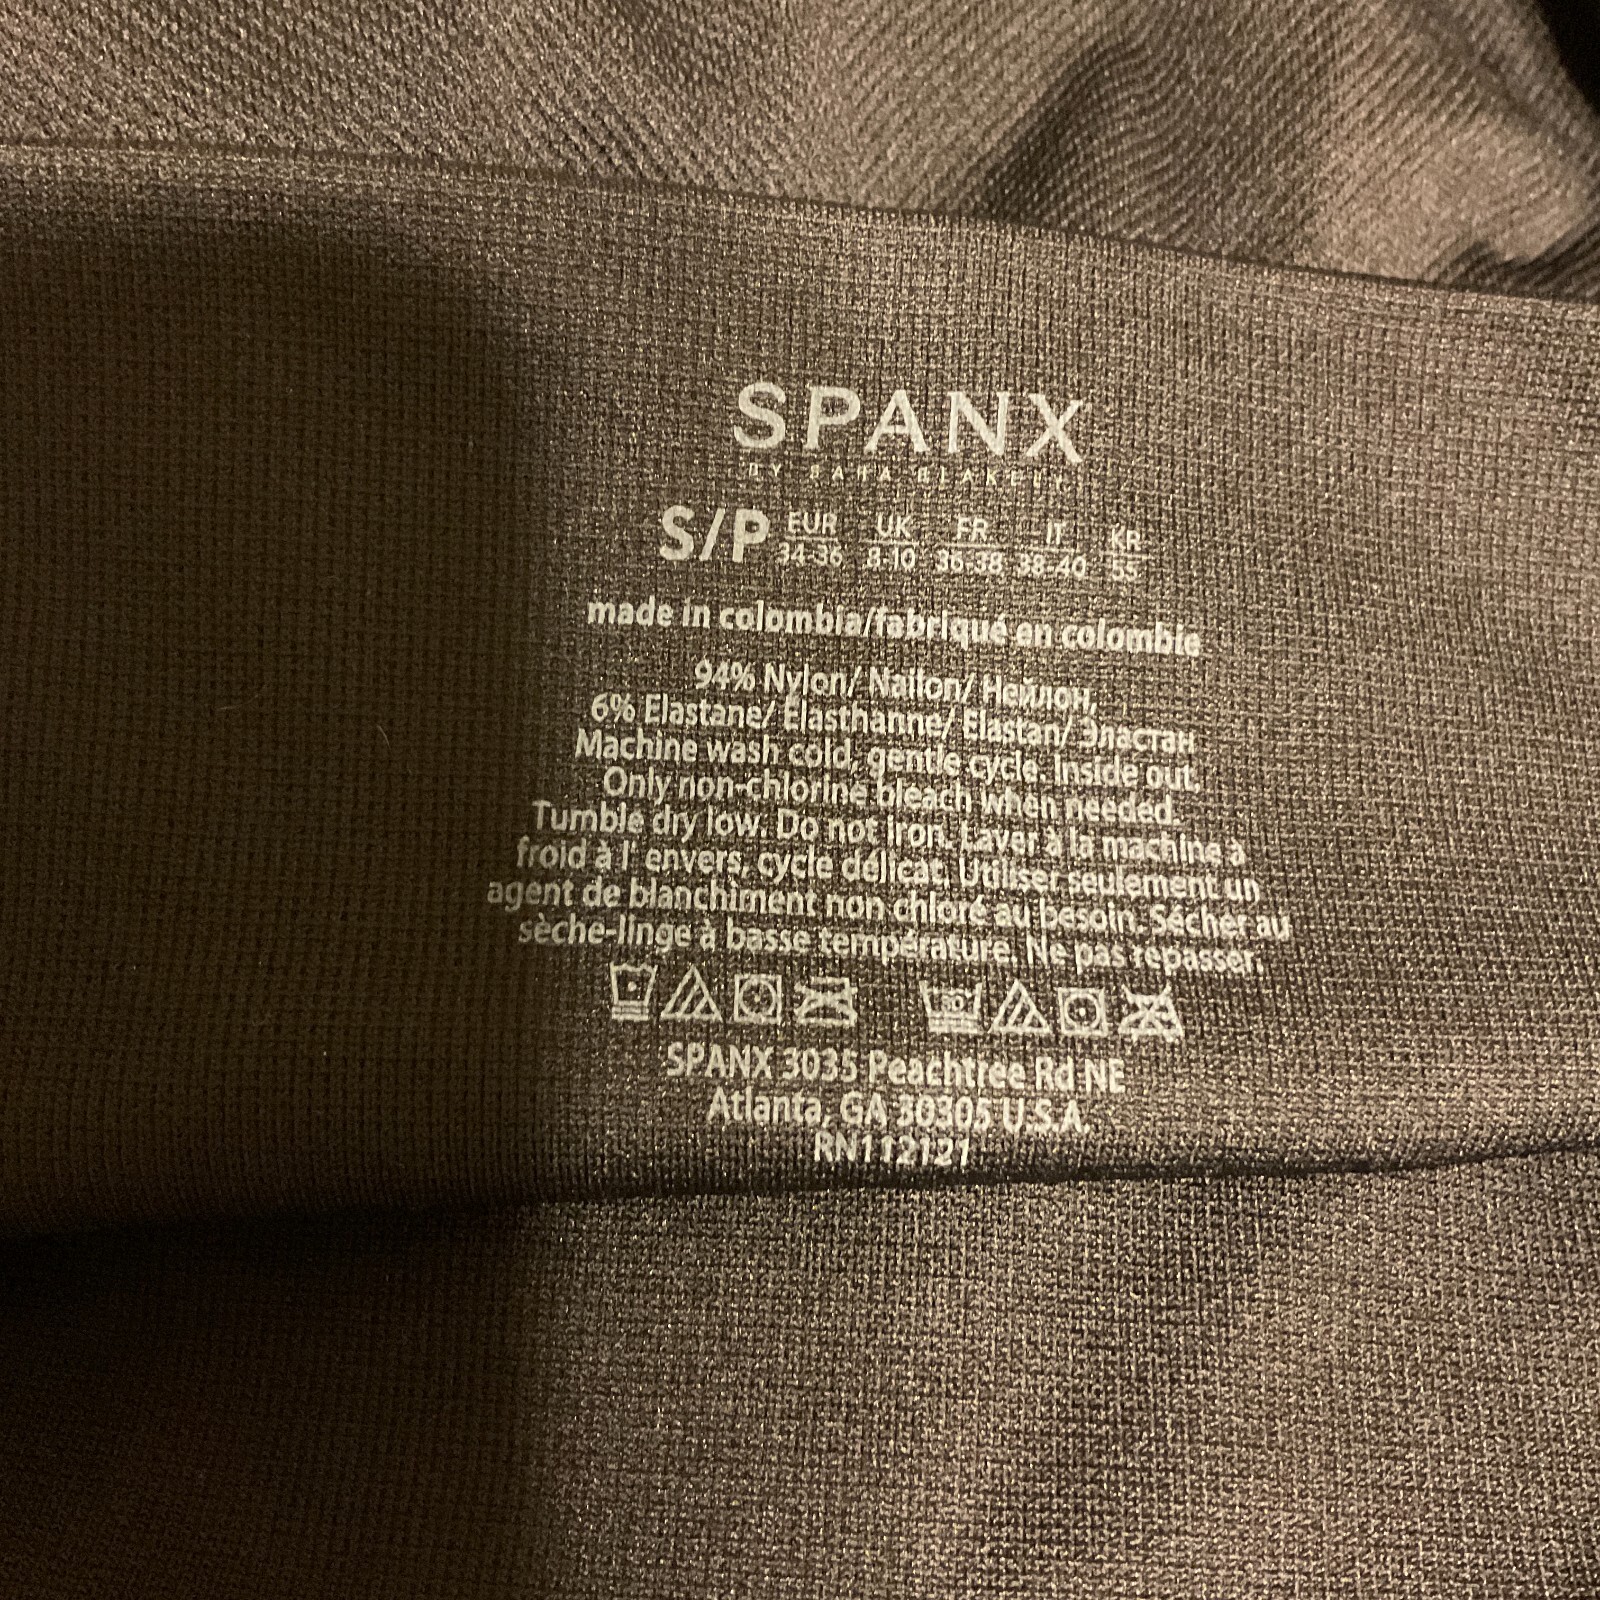 SPANX
BY SARA BLAKELY
S/P EUR UK FR IT KR
34-36 8-10 36-38 38-40 55
made in colombia/fabriqué en colombie
94% Nylon/ Nailon/ Нейлон,
6% Elastane/ Élasthanne/ Elastan/ Эластан
Machine wash cold, gentle cycle. Inside out.
Only non-chlorine bleach when needed.
Tumble dry low. Do not iron. Laver à la machine à
froid à l' envers, cycle délicat. Utiliser seulement un
agent de blanchiment non chloré au besoin. Sécher au
sèche-linge à basse température. Ne pas repasser.
30
SPANX 3035 Peachtree Rd NE
Atlanta, GA 30305 U.S.A.
RN112121